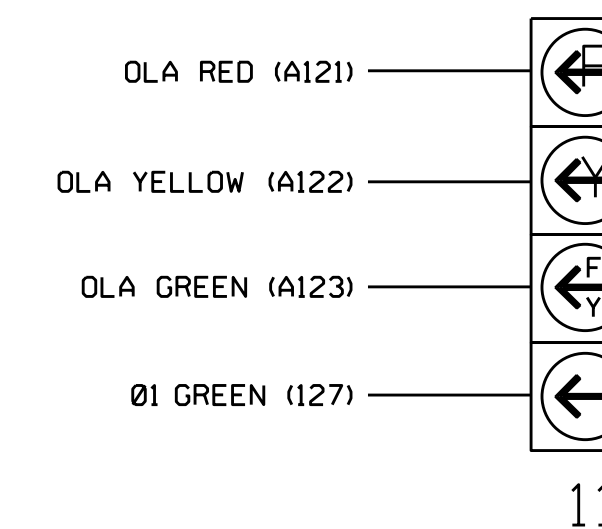 OLA RED (A121)
OLA YELLOW (A122)
OLA GREEN (A123)
F
Y
Ø1 GREEN (127)